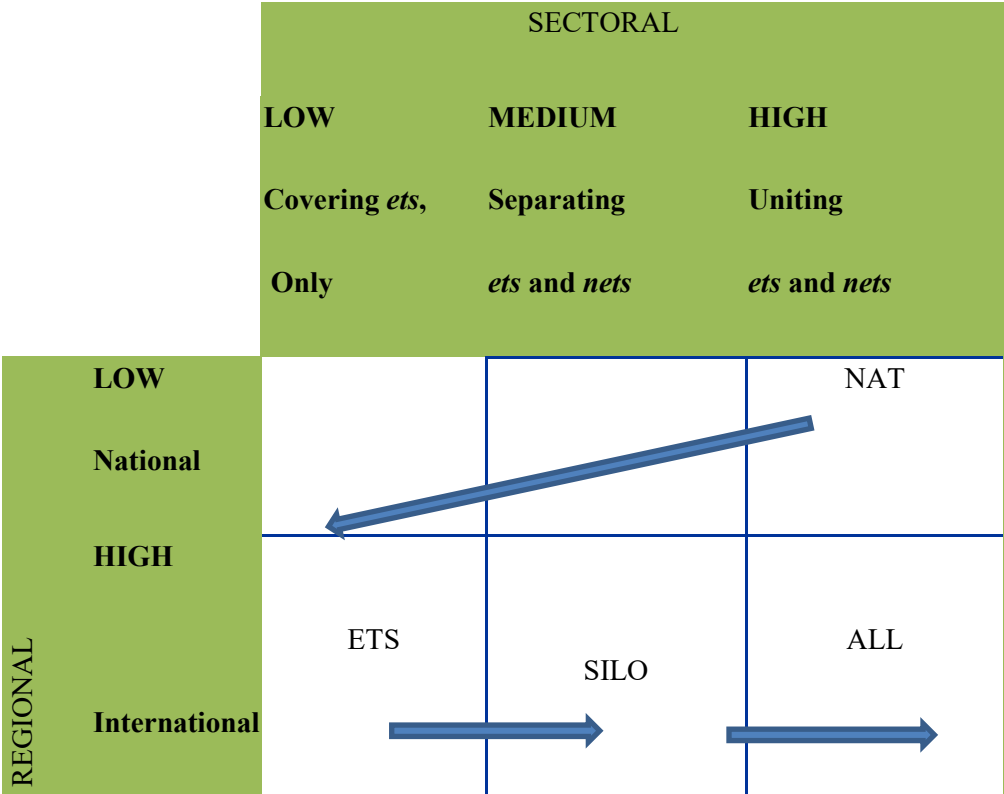 SECTORAL
LOW MEDIUM HIGH
Covering ets, Separating Uniting
Only ets and nets ets and nets
LOW NAT
National
HIGH
ETS ALL
SILO
International
REGIONAL